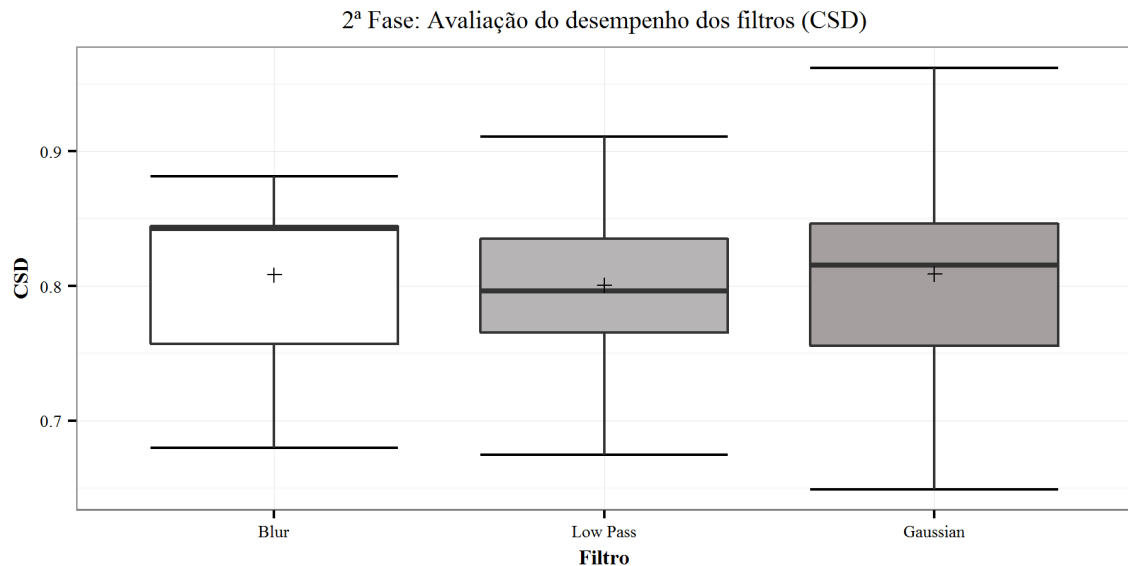 2ª Fase: Avaliação do desempenho dos filtros (CSD)
CSD
0.9
0.8
0.7
Blur
Low Pass
Gaussian
Filtro